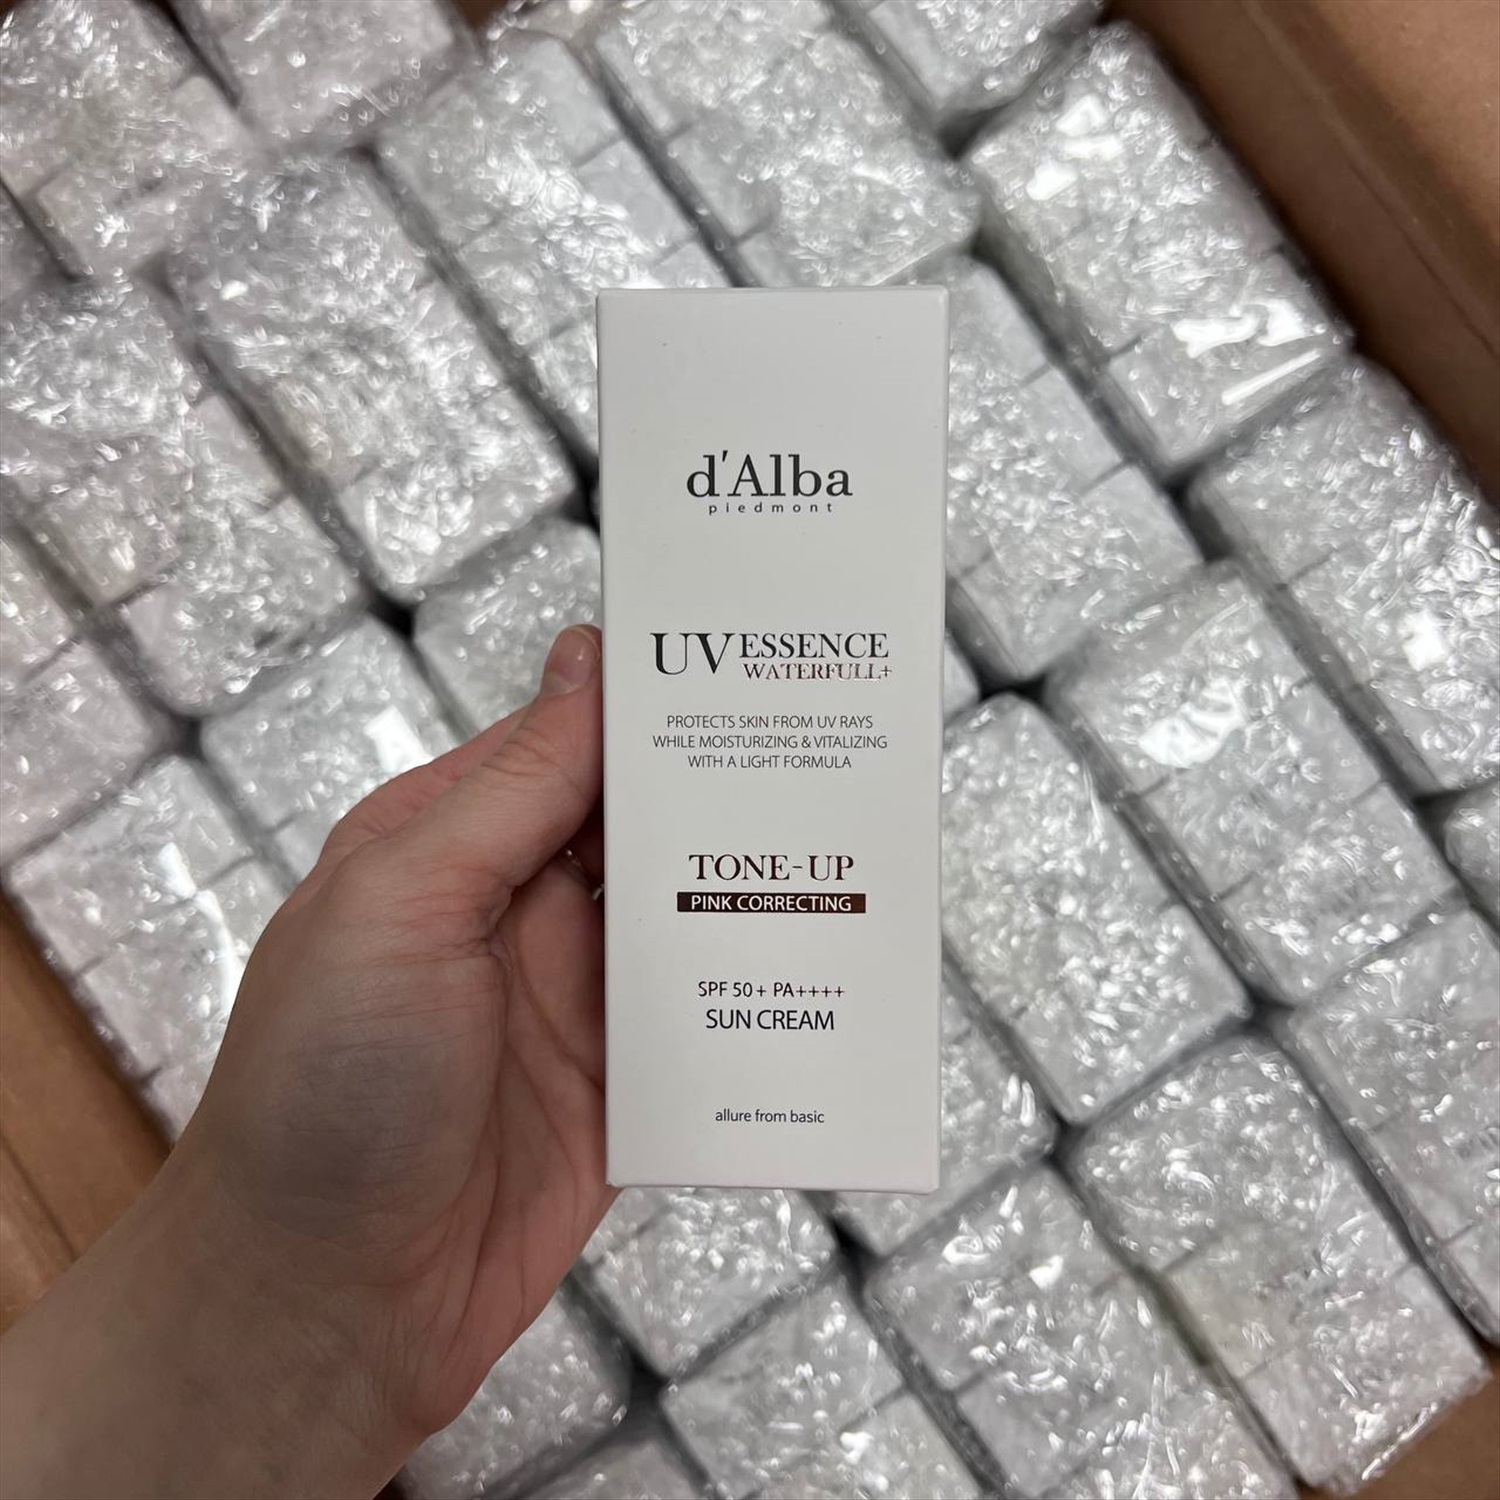 d'Alba
piedmont
UV ESSENCE
WATERFULL+
PROTECTS SKIN FROM UV RAYS
WHILE MOISTURIZING & VITALIZING
WITH A LIGHT FORMULA
TONE-UP
PINK CORRECTING
SPF 50+ PA++++
SUN CREAM
allure from basic